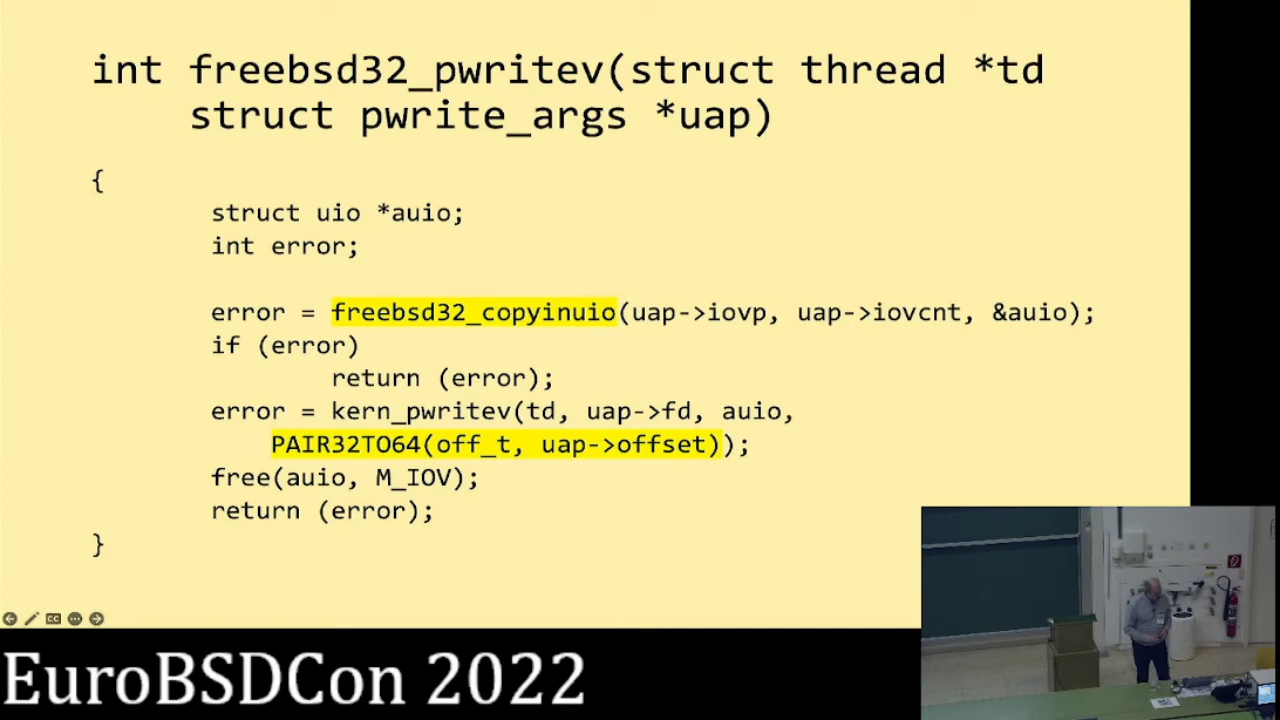 int freebsd32_pwritev(struct thread *td
struct pwrite_args *uap)
{
struct uio *auio;
int error;
error = freebsd32_copyinuio(uap->iovp, uap->iovcnt, &auio);
if (error)
return (error);
error = kern_pwritev(td, uap->fd, auio,
PAIR32TO64(off_t, uap->offset));
free(auio, M_IOV);
return (error);
}
CC
EuroBSDCon 2022